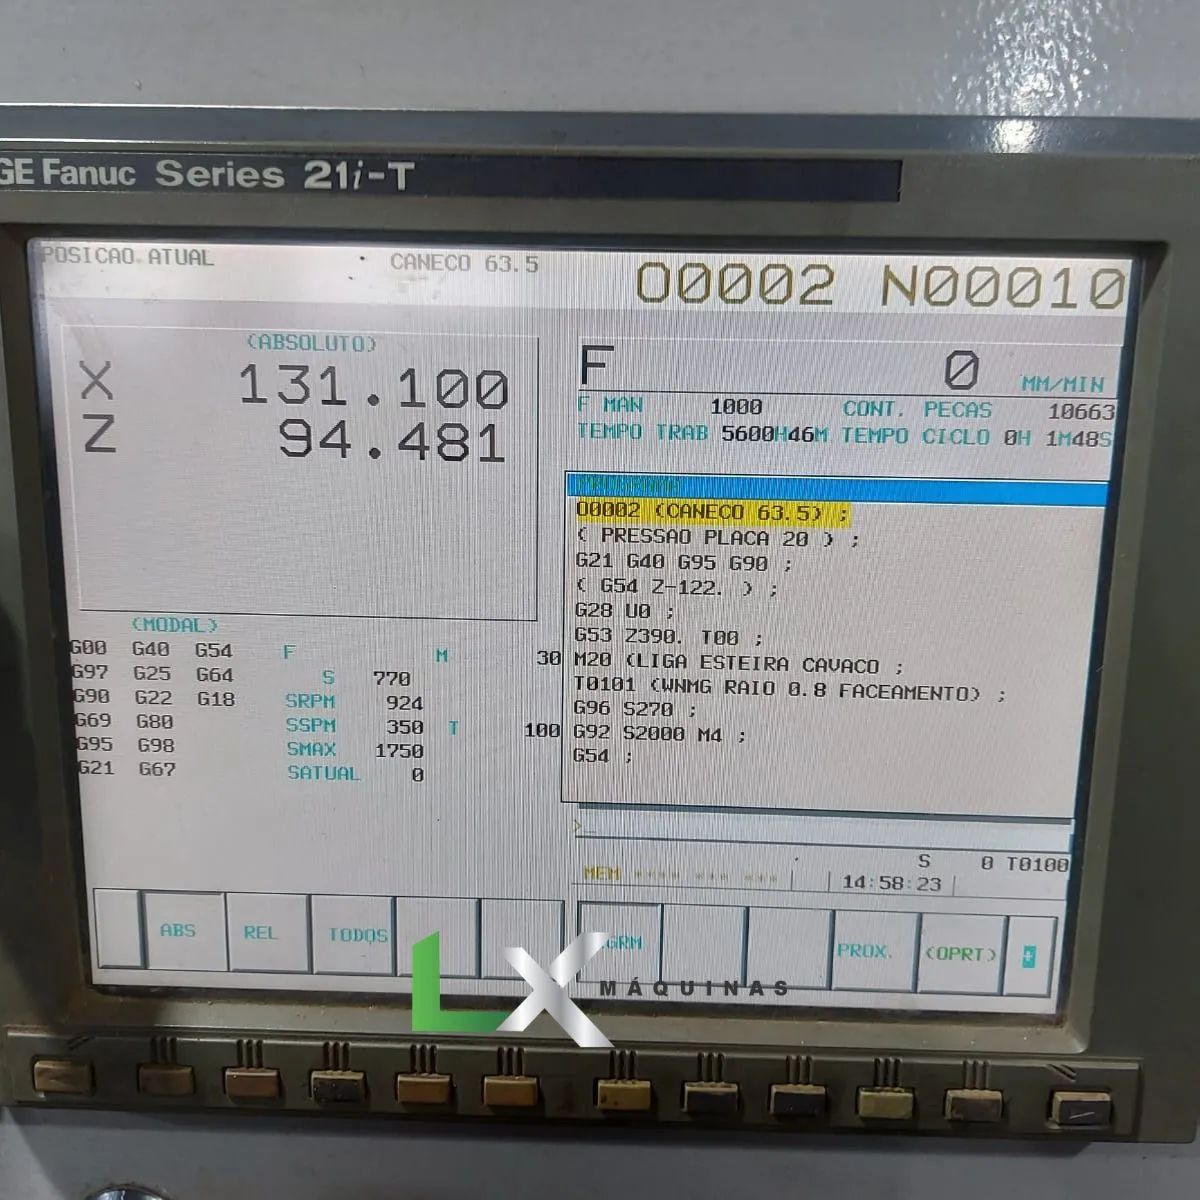 GE Fanuc Series 21i-T
POSICAO ATUAL CANECO 63.5 O0002 N00010
(ABSOLUTO)
X 131.100
Z 94.481
F 0 MM/MIN
F MAN 1000 CONT. PECAS 10663
TEMPO TRAB 5600H46M TEMPO CICLO 0H 1M48S
O0002 (CANECO 63.5) ;
( PRESSAO PLACA 20 ) ;
G21 G40 G95 G90 ;
( G54 Z-122. ) ;
G28 U0 ;
G53 Z390. T00 ;
M20 (LIGA ESTEIRA CAVACO ;
T0101 (WNMG RAIO 0.8 FACEAMENTO) ;
G96 S270 ;
G92 S2000 M4 ;
G54 ;
(MODAL)
G00 G40 G54 F M 30
G97 G25 G64 S 770
G90 G22 G18 SRPM 924
G69 G80 SSPM 350 T 100
G95 G98 SMAX 1750
G21 G67 SATUAL 0
>_
S 0 T0100
MEM **** *** *** 14:58:23
ABS REL TODOS PROX. (OPRT) +
LX MÁQUINAS